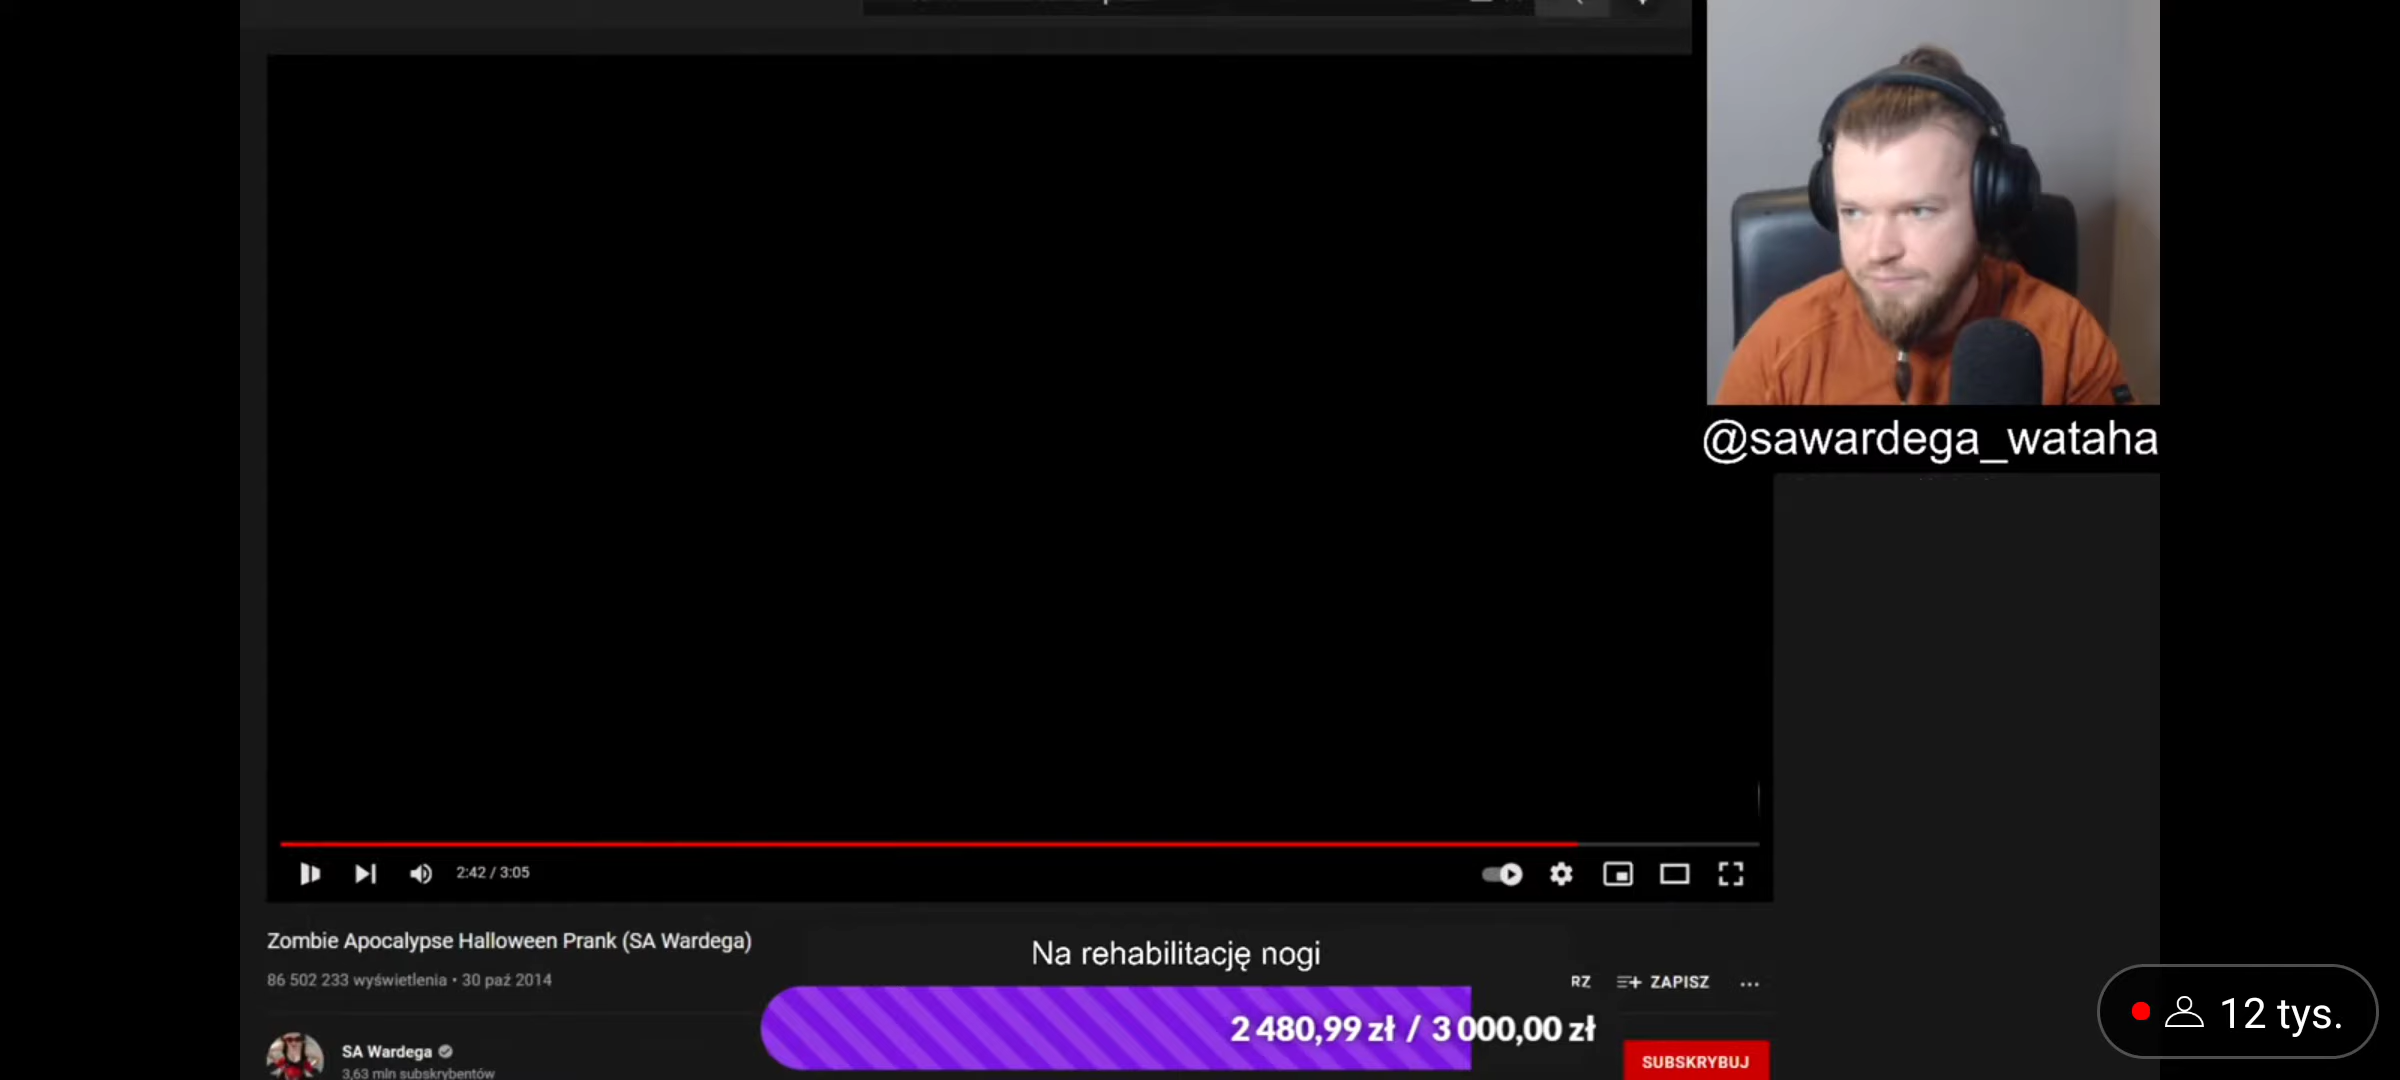 @sawardega_wataha
2:42 / 3:05
Zombie Apocalypse Halloween Prank (SA Wardega)
86 502 233 wyświetlenia • 30 paź 2014
Na rehabilitację nogi
RZ ZAPISZ ...
2 480,99 zł / 3 000,00 zł
12 tys.
SA Wardega
3,63 mln subskrybentów
SUBSKRYBUJ